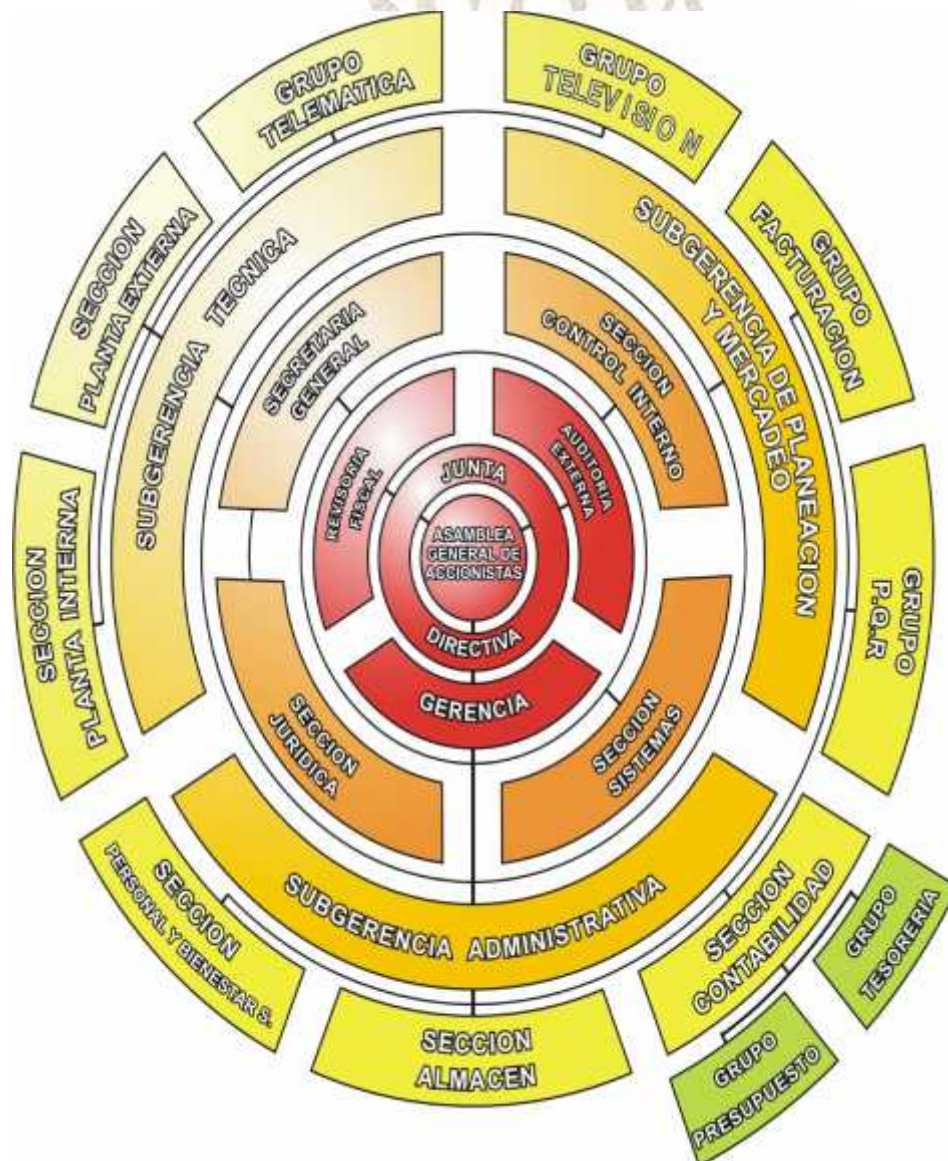 GRUPO
TELEMATICA
GRUPO
TELEVISION
SECCION
PLANTA EXTERNA
SUBGERENCIA TECNICA
SUBGERENCIA DE PLANEACION
Y MERCADEO
GRUPO
FACTURACION
SECRETARIA
GENERAL
SECCION
CONTROL INTERNO
REVISORIA
FISCAL
AUDITORIA
EXTERNA
JUNTA
ASAMBLEA
GENERAL DE
ACCIONISTAS
DIRECTIVA
GERENCIA
SECCION
PLANTA INTERNA
GRUPO
P.Q.R
SECCION
JURIDICA
SECCION
SISTEMAS
SUBGERENCIA ADMINISTRATIVA
SECCION
PERSONAL Y BIENESTAR S.
SECCION
ALMACEN
SECCION
CONTABILIDAD
GRUPO
TESORERIA
GRUPO
PRESUPUESTO